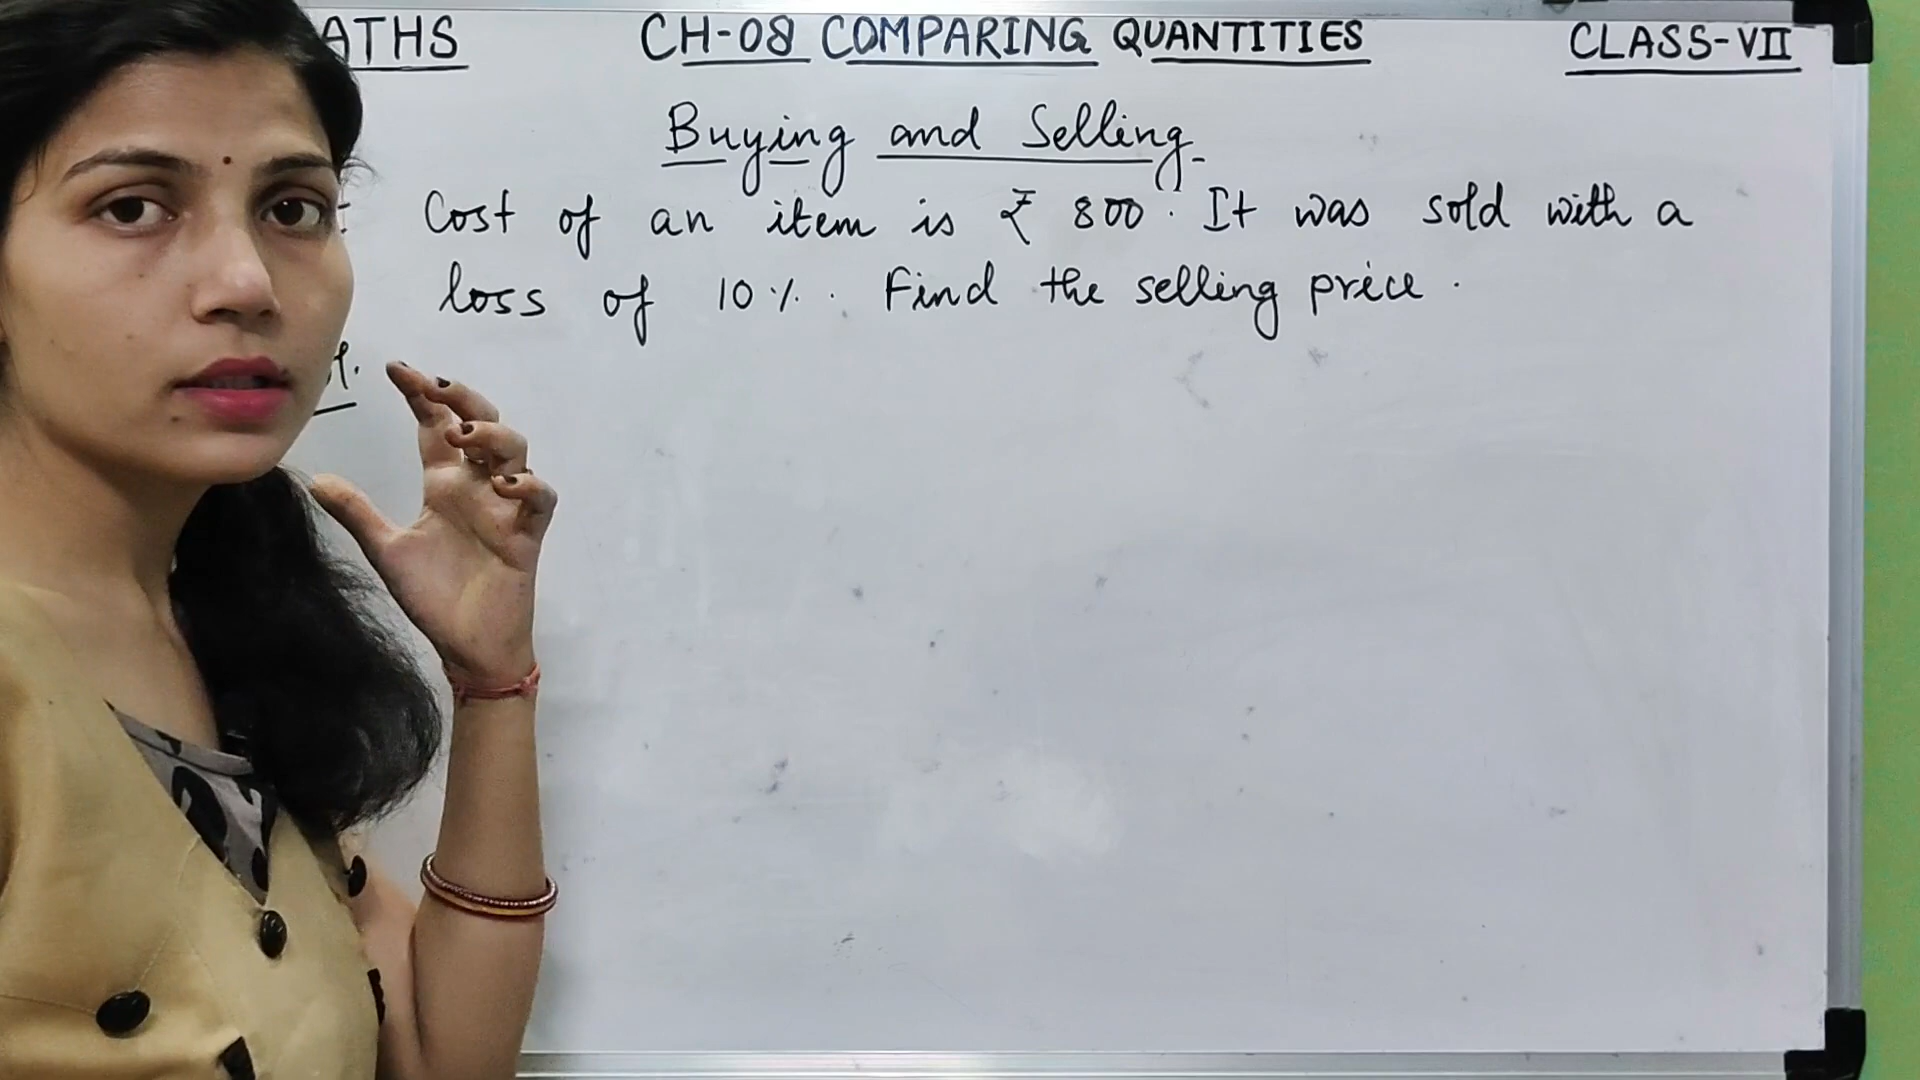 ATHS CH-08 COMPARING QUANTITIES CLASS-VII
Buying and Selling
Cost of an item is ₹ 800. It was sold with a
loss of 10%. Find the selling price.